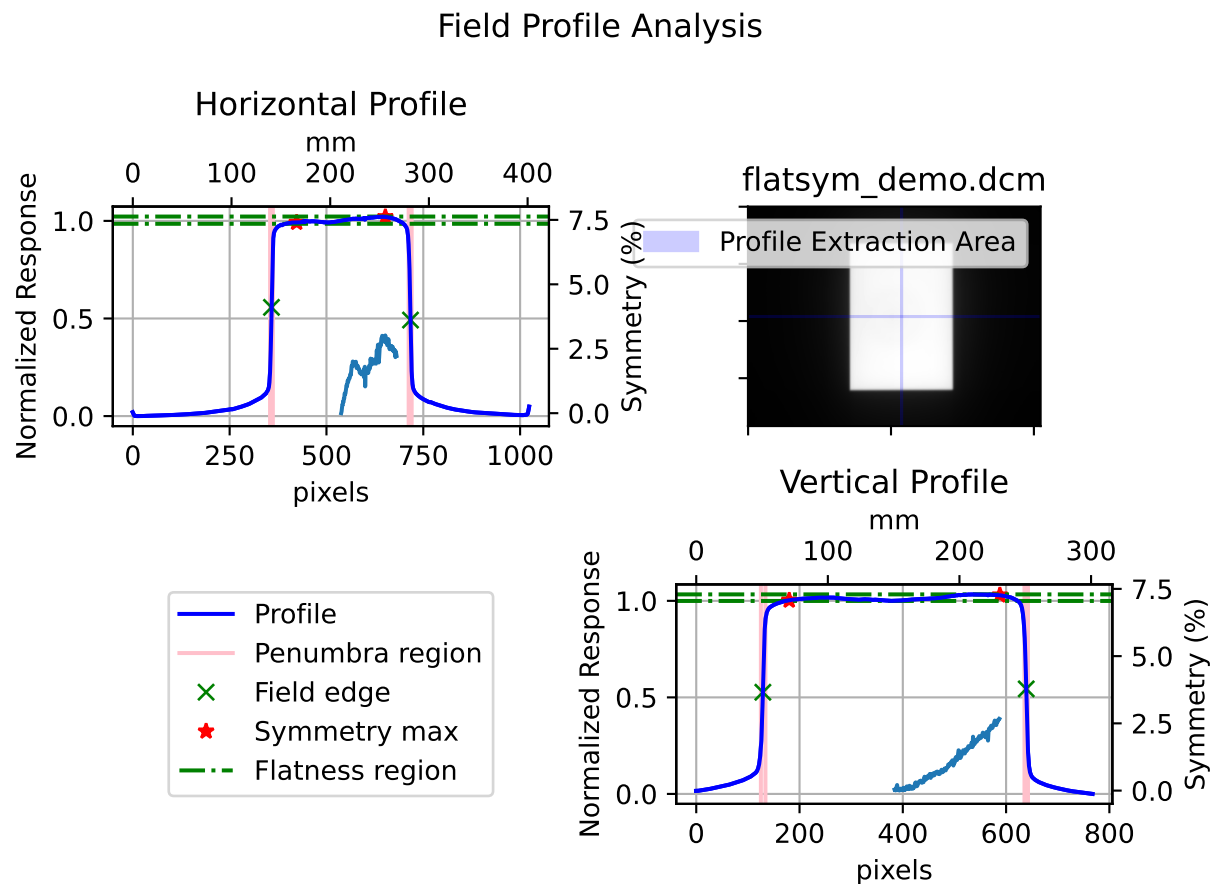 Field Profile Analysis
Horizontal Profile
mm
0 100 200 300 400
Normalized Response
1.0
0.5
0.0
7.5
5.0
2.5
0.0
Symmetry (%)
0 250 500 750 1000
pixels
flatsym_demo.dcm
Profile Extraction Area
Vertical Profile
mm
0 100 200 300
Normalized Response
1.0
0.5
0.0
7.5
5.0
2.5
0.0
Symmetry (%)
0 200 400 600 800
pixels
Profile
Penumbra region
Field edge
Symmetry max
Flatness region